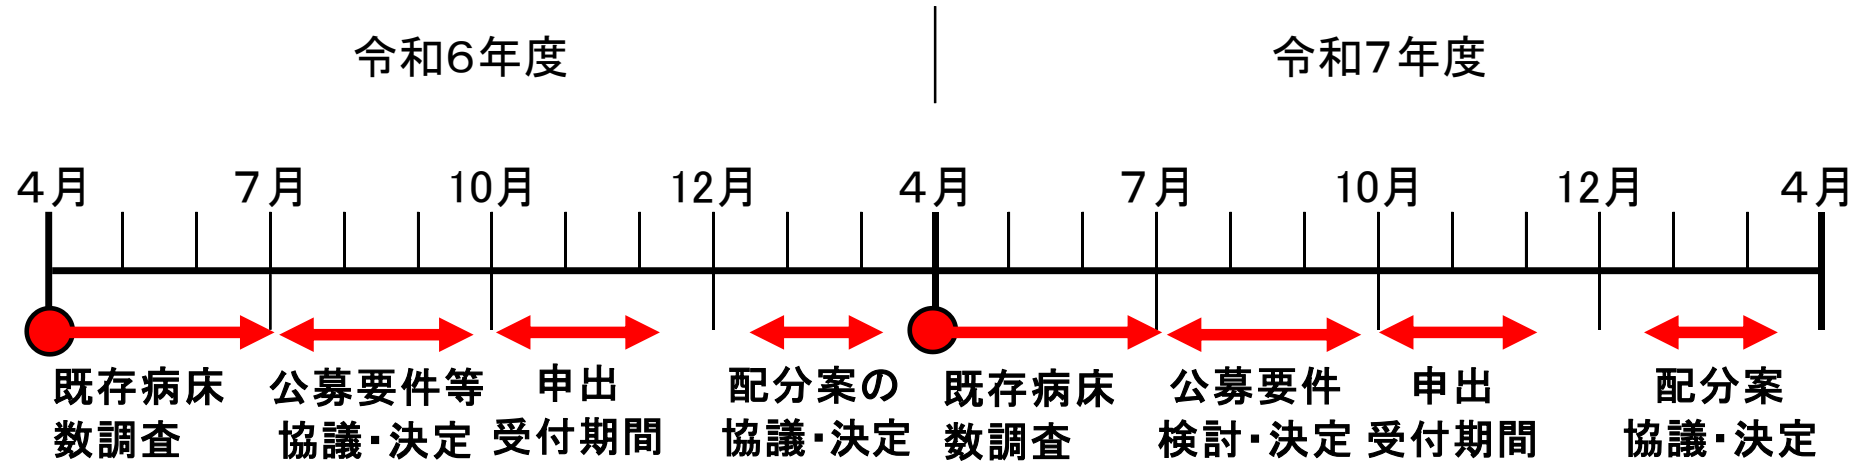 令和６年度
令和７年度
４月
７月
10月
12月
４月
７月
10月
12月
４月
既存病床
数調査
公募要件等
協議・決定
申出
受付期間
配分案の
協議・決定
既存病床
数調査
公募要件
検討・決定
申出
受付期間
配分案
協議・決定